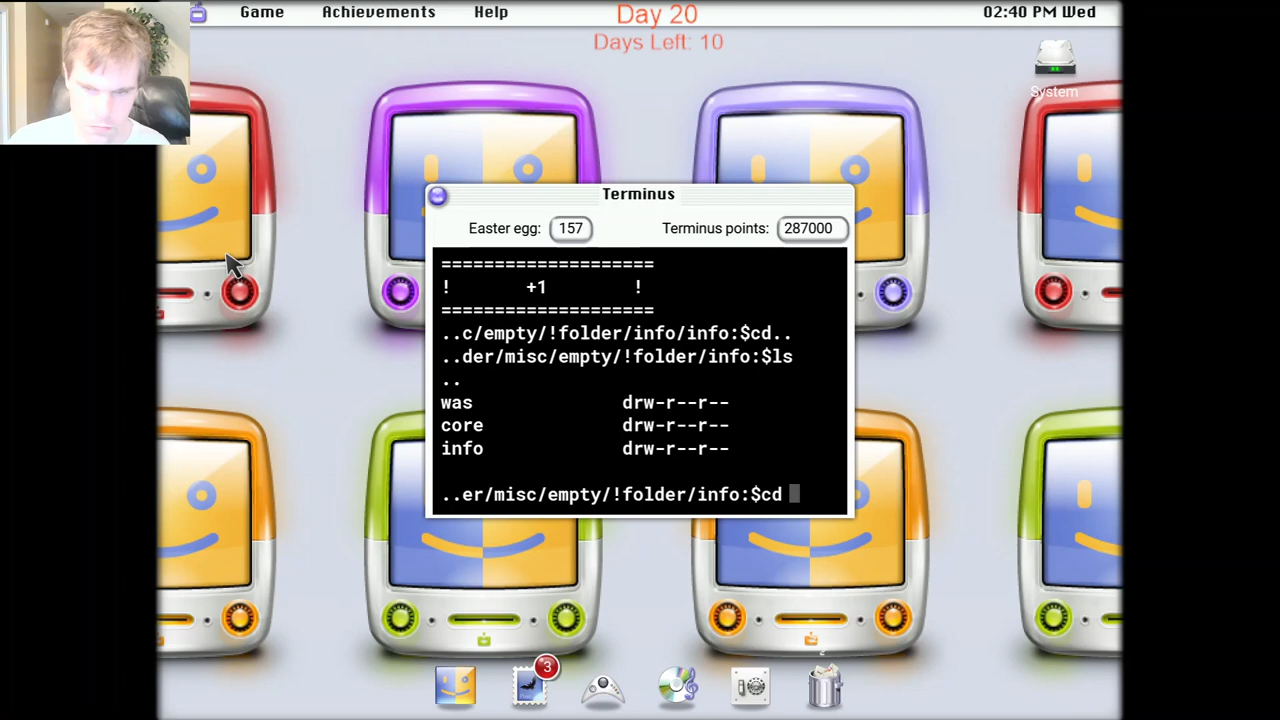 Game Achievements Help Day 20 02:40 PM Wed
Days Left: 10
System
Terminus
Easter egg: 157 Terminus points: 287000
====================
! +1 !
====================
..c/empty/!folder/info/info:$cd..
..der/misc/empty/!folder/info:$ls
..
was drw-r--r--
core drw-r--r--
info drw-r--r--
..er/misc/empty/!folder/info:$cd
3